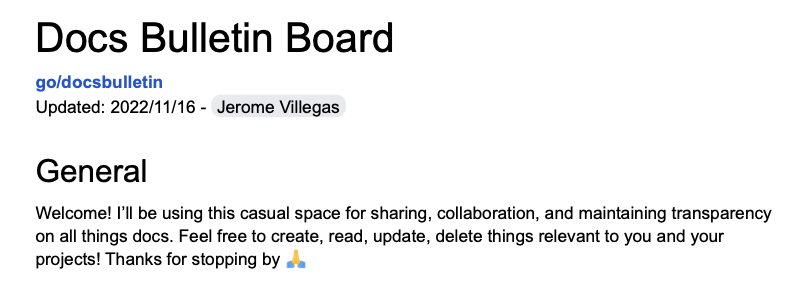 Docs Bulletin Board
go/docsbulletin
Updated: 2022/11/16 - Jerome Villegas
General
Welcome! I’ll be using this casual space for sharing, collaboration, and maintaining transparency
on all things docs. Feel free to create, read, update, delete things relevant to you and your
projects! Thanks for stopping by 🙏